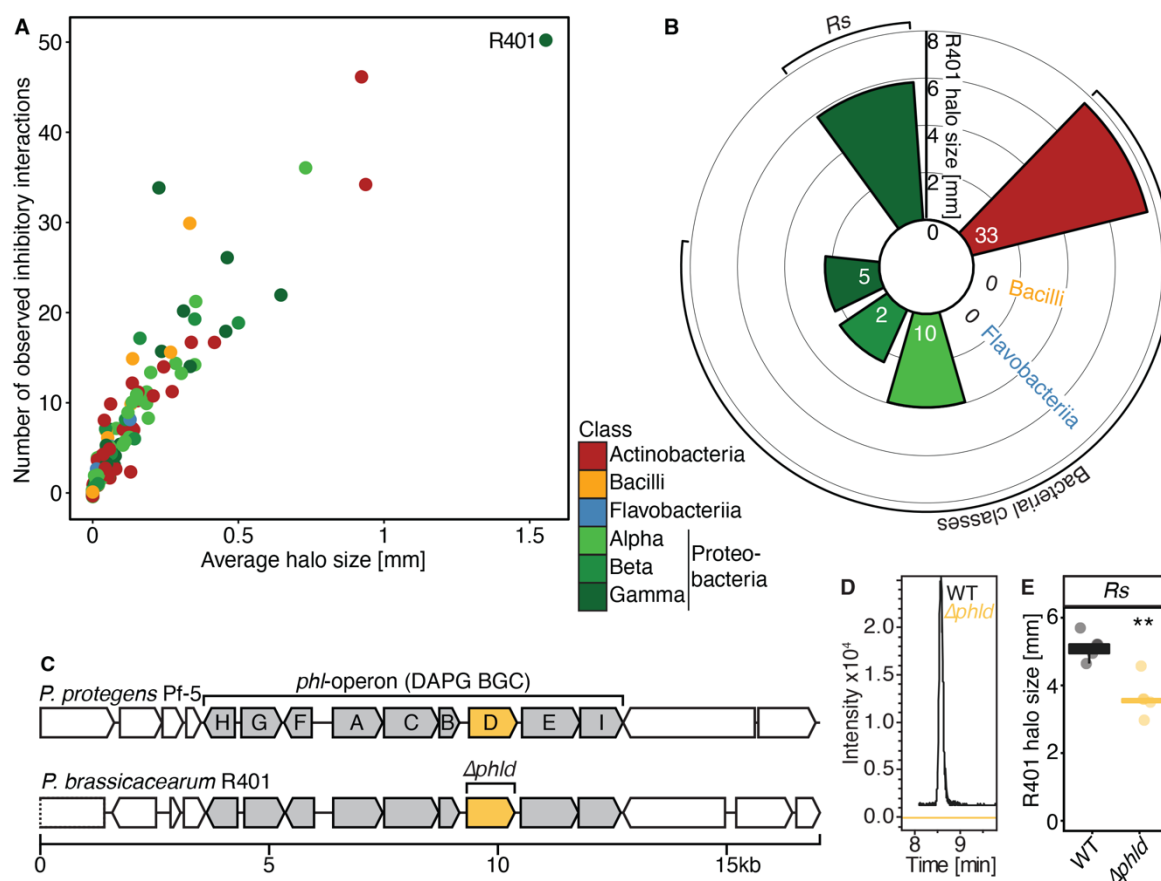 A
Number of observed inhibitory interactions
50
40
30
20
10
0
R401
0
0.5
1
1.5
Average halo size [mm]
Class
Actinobacteria
Bacilli
Flavobacteriia
Alpha
Beta
Gamma
Proteo-
bacteria
B
Rs
8
6
4
2
0
R401 halo size [mm]
33
0
Bacilli
0
Flavobacteriia
10
2
5
Bacterial classes
C
P. protegens Pf-5
phl-operon (DAPG BGC)
H G F A C B D E I
P. brassicacearum R401
Δphld
0 5 10 15kb
D
WT
Δphld
Intensity x10⁴
2.0
1.5
1.0
0.5
0.0
8 9
Time [min]
E
Rs
**
R401 halo size [mm]
6
4
2
0
WT
Δphld